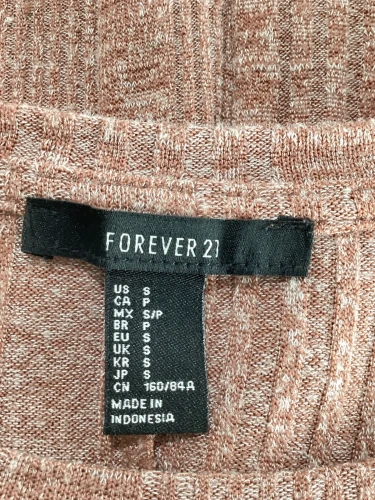 FOREVER 21
US S
CA P
MX S/P
BR P
EU S
UK S
KR S
JP S
CN 160/84A
MADE IN
INDONESIA